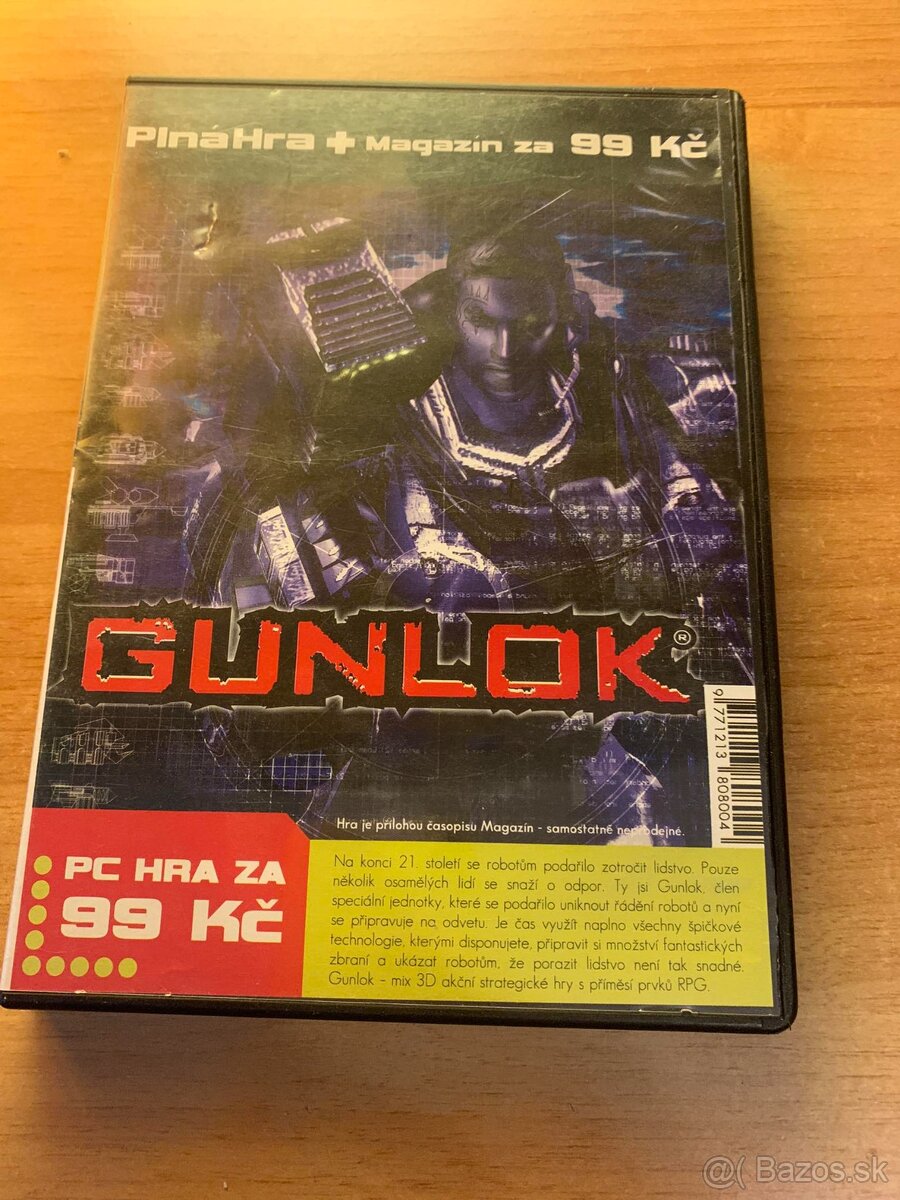 PlnáHra + Magazín za 99 Kč
GUNLOK®
9 771213 808004
Hra je přílohou časopisu Magazín - samostatně neprodejné.
PC HRA ZA
99 Kč
Na konci 21. století se robotům podařilo zotročit lidstvo. Pouze
několik osamělých lidí se snaží o odpor. Ty jsi Gunlok, člen
speciální jednotky, které se podařilo uniknout řádění robotů a nyní
se připravuje na odvetu. Je čas využít naplno všechny špičkové
technologie, kterými disponujete, připravit si množství fantastických
zbraní a ukázat robotům, že porazit lidstvo není tak snadné.
Gunlok - mix 3D akční strategické hry s příměsí prvků RPG.
@( Bazos.sk